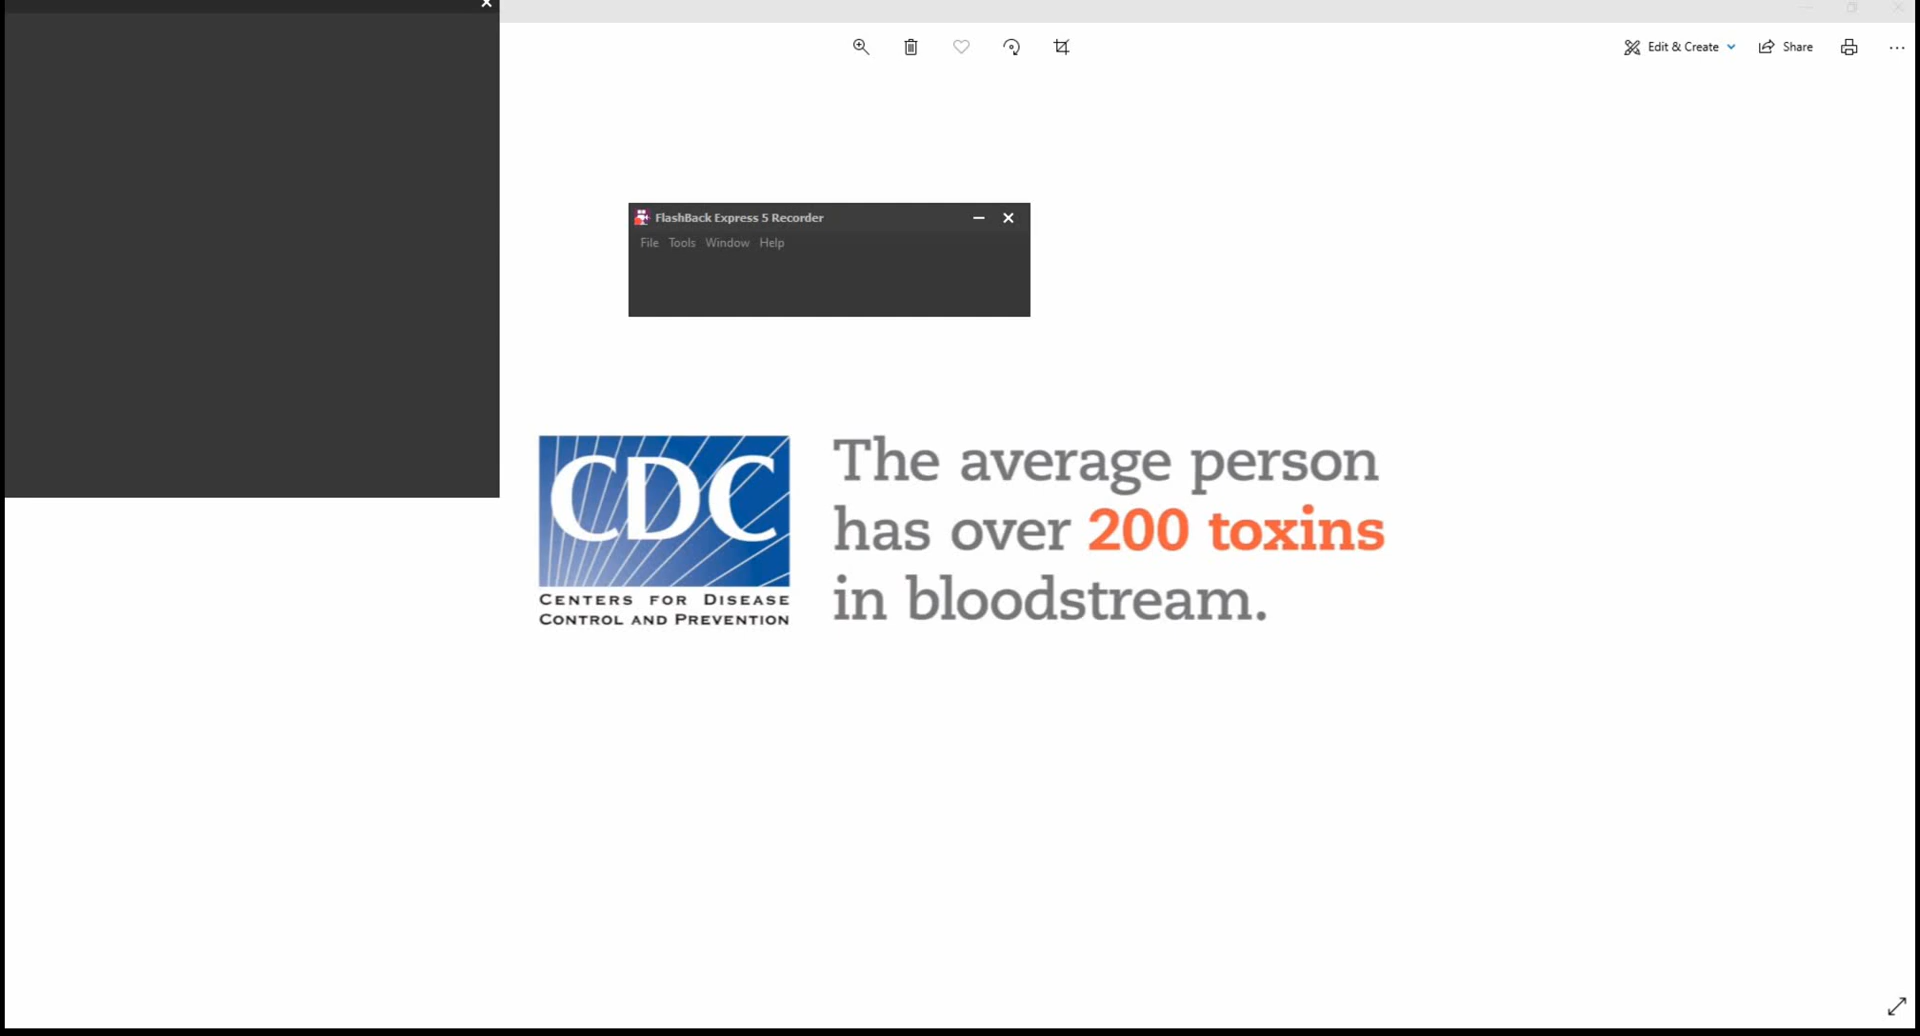 Edit & Create
Share
FlashBack Express 5 Recorder
File Tools Window Help
CDC
CENTERS FOR DISEASE
CONTROL AND PREVENTION
The average person
has over 200 toxins
in bloodstream.